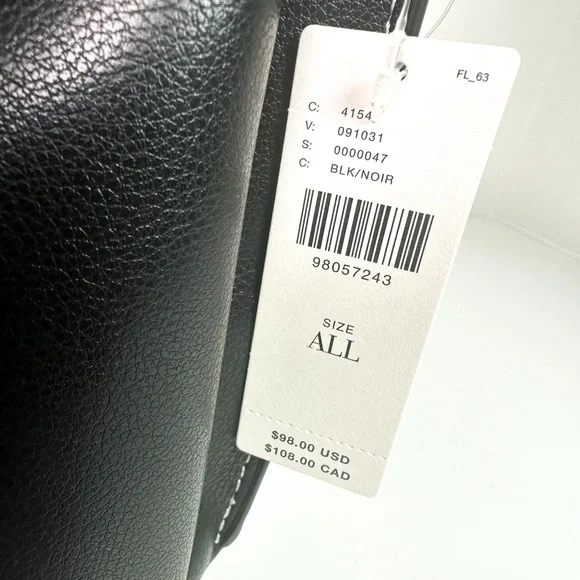 FL_63
C: 4154
V: 091031
S: 0000047
C: BLK/NOIR
98057243
SIZE
ALL
$98.00 USD
$108.00 CAD